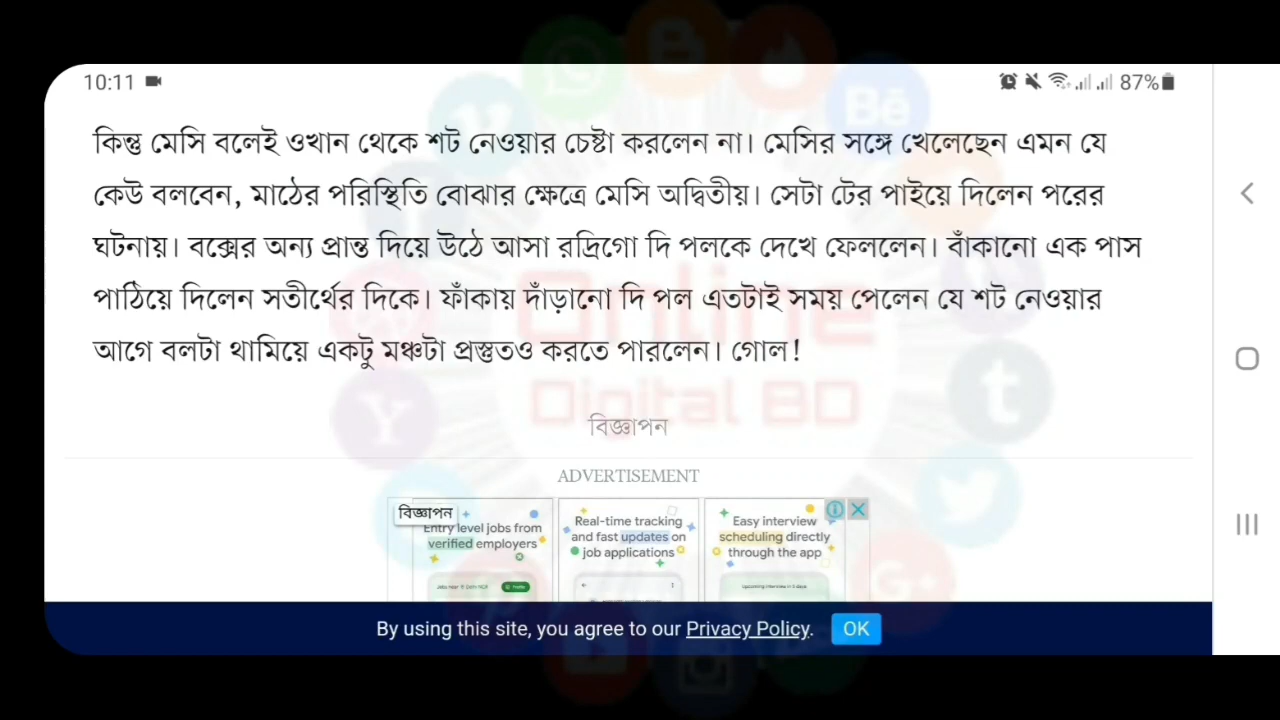 10:11
87%
কিন্তু মেসি বলেই ওখান থেকে শট নেওয়ার চেষ্টা করলেন না। মেসির সঙ্গে খেলেছেন এমন যে
কেউ বলবেন, মাঠের পরিস্থিতি বোঝার ক্ষেত্রে মেসি অদ্বিতীয়। সেটা টের পাইয়ে দিলেন পরের
ঘটনায়। বক্সের অন্য প্রান্ত দিয়ে উঠে আসা রদ্রিগো দি পলকে দেখে ফেললেন। বাঁকানো এক পাস
পাঠিয়ে দিলেন সতীর্থের দিকে। ফাঁকায় দাঁড়ানো দি পল এতটাই সময় পেলেন যে শট নেওয়ার
আগে বলটা থামিয়ে একটু মঞ্চটা প্রস্তুতও করতে পারলেন। গোল!
Online
Digital BD
বিজ্ঞাপন
ADVERTISEMENT
বিজ্ঞাপন
Entry level jobs from
verified employers
Real-time tracking
and fast updates on
job applications
Easy interview
scheduling directly
through the app
By using this site, you agree to our Privacy Policy. OK